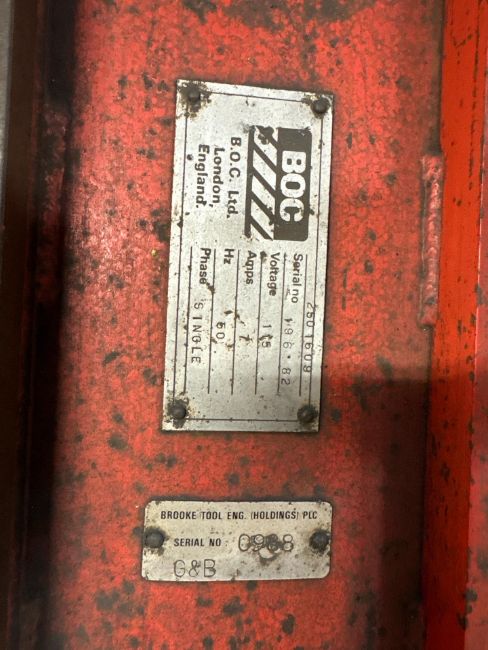 BOC
B.O.C. Ltd.
London,
England.
2501609
Serial no 196·82
Voltage 115
Amps 7
Hz 50
Phase SINGLE
BROOKE TOOL ENG. (HOLDINGS) PLC
SERIAL NO:
G&B